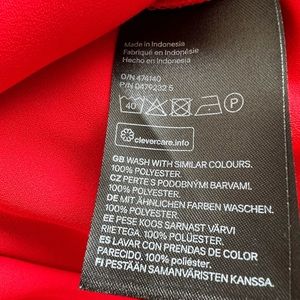 Made in Indonesia
Fabriqué en Indonésie
Hecho en Indonesia
O/N 474140
P/N 0479232 5
40 P
clevercare.info
GB WASH WITH SIMILAR COLOURS.
100% POLYESTER.
CZ PERTE S PODOBNÝMI BARVAMI.
100% POLYESTER.
DE MIT ÄHNLICHEN FARBEN WASCHEN.
100% POLYESTER.
EE PESE KOOS SARNAST VÄRVI
RIIETEGA. 100% POLÜESTER.
ES LAVAR CON PRENDAS DE COLOR
PARECIDO. 100% poliéster.
FI PESTÄÄN SAMANVÄRISTEN KANSSA.